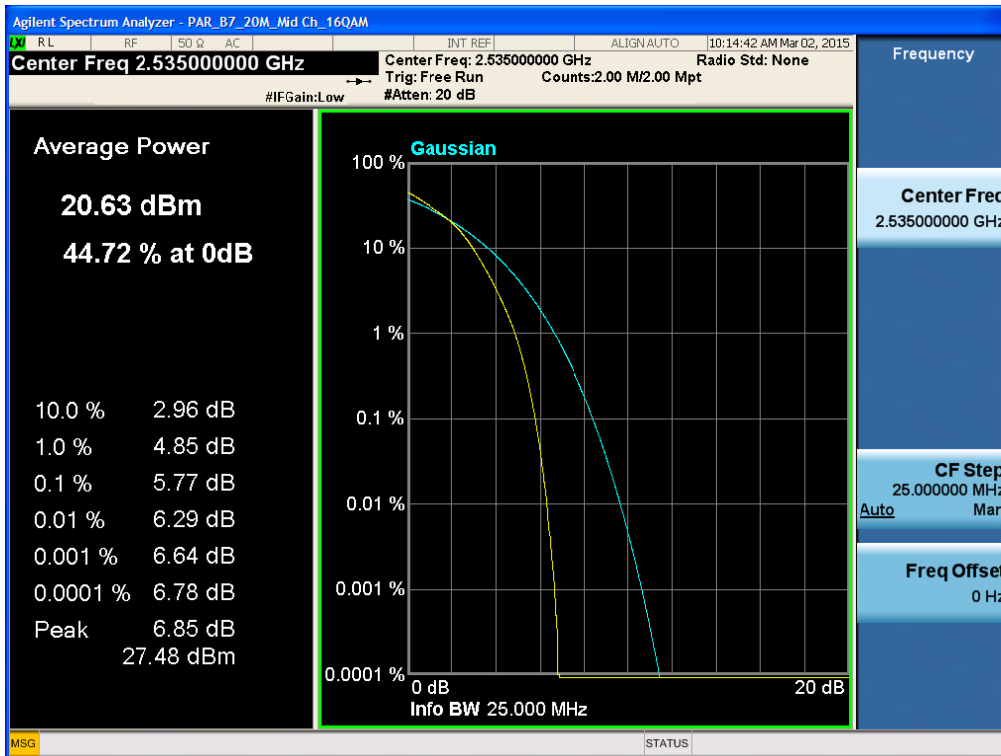 Agilent Spectrum Analyzer - PAR_B7_20M_Mid Ch_16QAM
LXI RL RF 50 Ω AC INT REF ALIGN AUTO 10:14:42 AM Mar 02, 2015
Center Freq 2.535000000 GHz
Center Freq: 2.535000000 GHz Radio Std: None
Trig: Free Run Counts:2.00 M/2.00 Mpt
#IFGain:Low #Atten: 20 dB
Frequency
Average Power
20.63 dBm
44.72 % at 0dB
10.0 % 2.96 dB
1.0 % 4.85 dB
0.1 % 5.77 dB
0.01 % 6.29 dB
0.001 % 6.64 dB
0.0001 % 6.78 dB
Peak 6.85 dB
27.48 dBm
Gaussian
100 %
10 %
1 %
0.1 %
0.01 %
0.001 %
0.0001 %
0 dB 20 dB
Info BW 25.000 MHz
Center Freq
2.535000000 GHz
CF Step
25.000000 MHz
Auto Man
Freq Offset
0 Hz
MSG STATUS